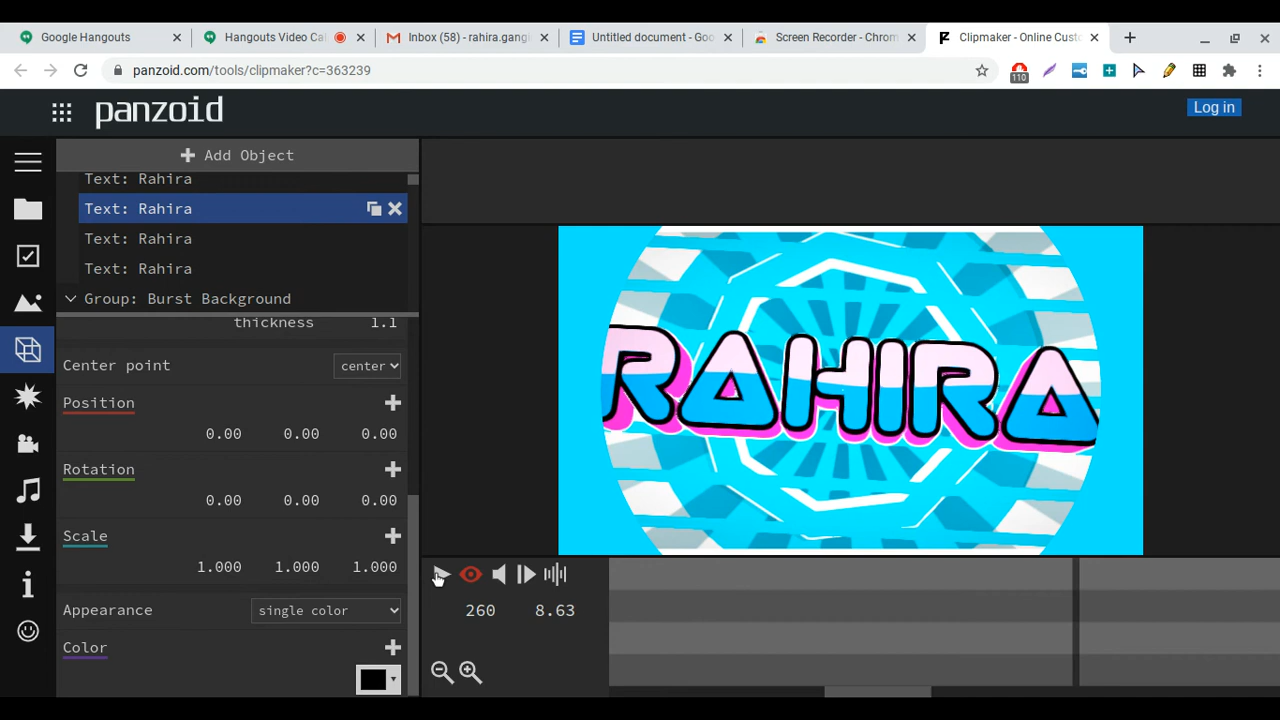 Google Hangouts
Hangouts Video Ca
Inbox (58) - rahira.gang
Untitled document - Goo
Screen Recorder - Chrom
Clipmaker - Online Custo
panzoid.com/tools/clipmaker?c=363239
110
panzoid
Log in
Add Object
Text: Rahira
Text: Rahira
Text: Rahira
Text: Rahira
Group: Burst Background
thickness 1.1
Center point center
Position
0.00 0.00 0.00
Rotation
0.00 0.00 0.00
Scale
1.000 1.000 1.000
Appearance single color
Color
RAHIRA
260 8.63